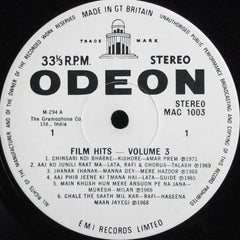 MADE IN GT BRITAIN
TRADE MARK
33⅓ R.P.M. STEREO
ODEON
M-294 A
The Gramophone Co.
Ltd., India
STEREO
MAC 1003
1 1
FILM HITS — VOLUME 3
1. CHINGARI KOI BHARKE–KISHORE–AMAR PREM ℗1971
2. AAJ KO JUNLI RAAT MA–LATA, RAFI & CHORUS–TALASH ℗1969
3. JHANAK JHANAK–MANNA DEY–MERE HAZOOR ℗1968
4. AAJ PHIR JEENE KI TMANA HAI–LATA–GUIDE ℗1965
5. MAIN KHUSH HUN MERE ANSUON PE NA JANA–
MUKESH–MILAN ℗1966
6. CHALE THE SAATH MIL KAR–RAFI–HASEENA
MAAN JAYEGI ℗1968
EMI RECORDS LIMITED
ALL RIGHTS OF THE MANUFACTURER AND OF THE OWNER OF THE RECORDED WORK RESERVED
UNAUTHORISED PUBLIC PERFORMANCE BROADCASTING AND COPYING OF THIS RECORD PROHIBITED